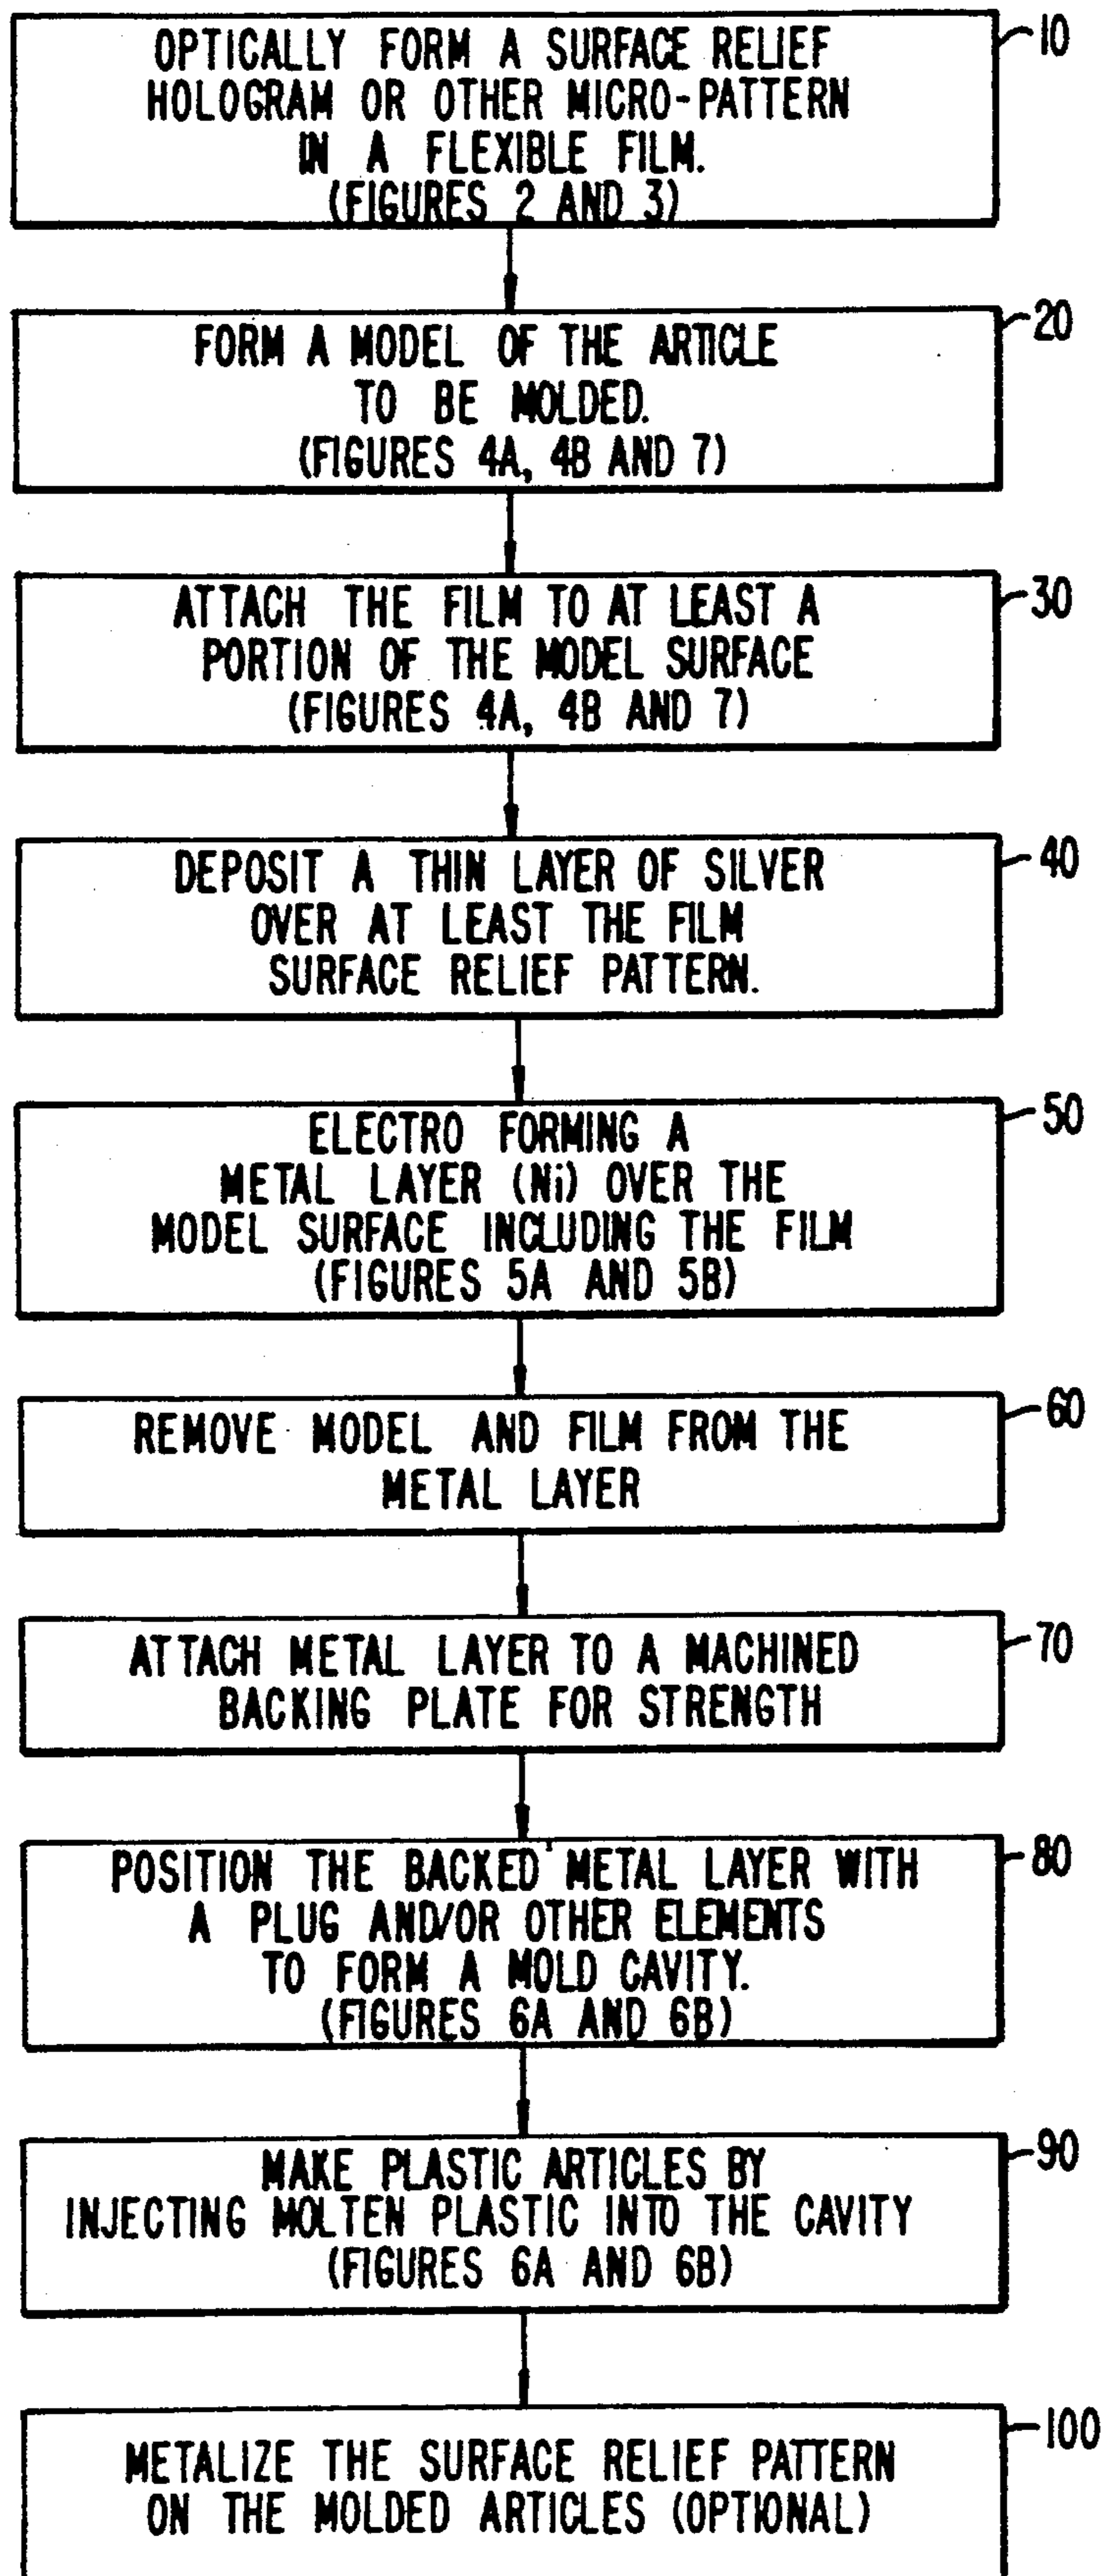 OPTICALLY FORM A SURFACE RELIEF
HOLOGRAM OR OTHER MICRO-PATTERN
IN A FLEXIBLE FILM.
(FIGURES 2 AND 3)
10
FORM A MODEL OF THE ARTICLE
TO BE MOLDED.
(FIGURES 4A, 4B AND 7)
20
ATTACH THE FILM TO AT LEAST A
PORTION OF THE MODEL SURFACE
(FIGURES 4A, 4B AND 7)
30
DEPOSIT A THIN LAYER OF SILVER
OVER AT LEAST THE FILM
SURFACE RELIEF PATTERN.
40
ELECTRO FORMING A
METAL LAYER (Ni) OVER THE
MODEL SURFACE INCLUDING THE FILM
(FIGURES 5A AND 5B)
50
REMOVE MODEL AND FILM FROM THE
METAL LAYER
60
ATTACH METAL LAYER TO A MACHINED
BACKING PLATE FOR STRENGTH
70
POSITION THE BACKED METAL LAYER WITH
A PLUG AND/OR OTHER ELEMENTS
TO FORM A MOLD CAVITY.
(FIGURES 6A AND 6B)
80
MAKE PLASTIC ARTICLES BY
INJECTING MOLTEN PLASTIC INTO THE CAVITY
(FIGURES 6A AND 6B)
90
METALIZE THE SURFACE RELIEF PATTERN
ON THE MOLDED ARTICLES (OPTIONAL)
100